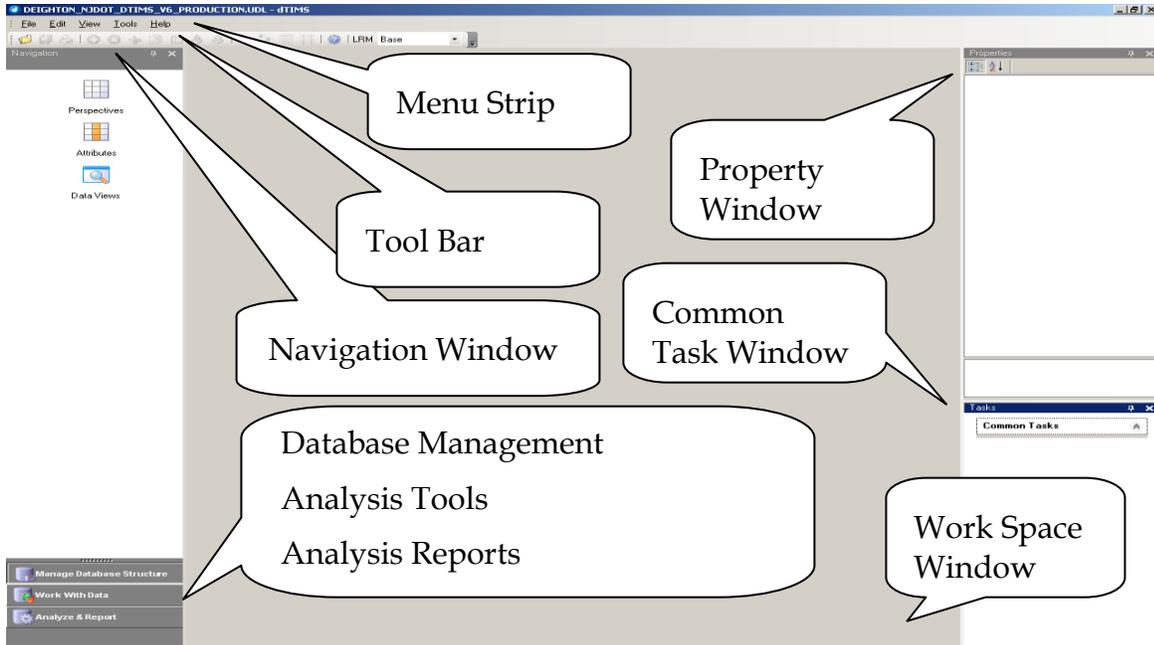 DEIGHTON_NJDOT_DTIMS_V6_PRODUCTION.UDL - dTIMS
File Edit View Tools Help
LRM Base
Navigation
Properties
Perspectives
Attributes
Data Views
Menu Strip
Property
Window
Tool Bar
Common
Task Window
Navigation Window
Tasks
Common Tasks
Database Management
Analysis Tools
Analysis Reports
Work Space
Window
Manage Database Structure
Work With Data
Analyze & Report